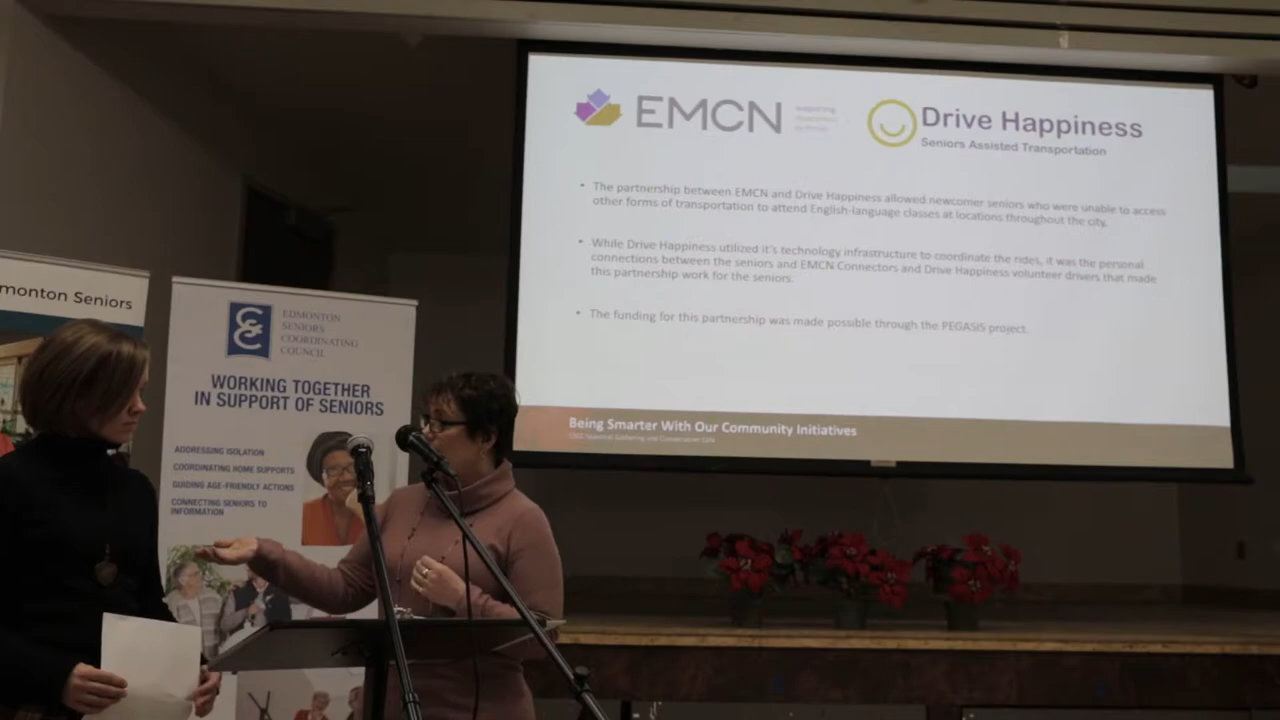 EMCN
Drive Happiness
Seniors Assisted Transportation
• The partnership between EMCN and Drive Happiness allowed newcomer seniors who were unable to access
other forms of transportation to attend English-language classes at locations throughout the city.
• While Drive Happiness utilized it's technology infrastructure to coordinate the rides, it was the personal
connections between the seniors and EMCN Connectors and Drive Happiness volunteer drivers that made
this partnership work for the seniors.
• The funding for this partnership was made possible through the PEGASIS project.
Being Smarter With Our Community Initiatives
monton Seniors
EDMONTON
SENIORS
COORDINATING
COUNCIL
WORKING TOGETHER
IN SUPPORT OF SENIORS
ADDRESSING ISOLATION
COORDINATING HOME SUPPORTS
GUIDING AGE-FRIENDLY ACTIONS
CONNECTING SENIORS TO
INFORMATION